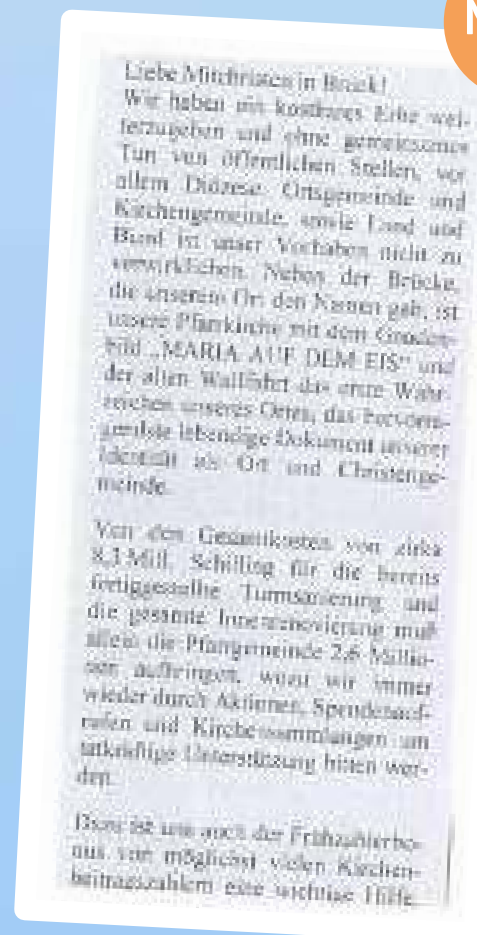 Liebe Mitchristen in Bruck!
Wir haben ein kostbares Erbe wei-
terzugeben und ohne gemeinsames
Tun von öffentlichen Stellen, vor
allem Diözese, Ortsgemeinde und
Kirchengemeinde, sowie Land und
Bund ist unser Vorhaben nicht zu
verwirklichen. Neben der Brücke,
die unserem Ort den Namen gab, ist
unsere Pfarrkirche mit dem Gnaden-
bild „MARIA AUF DEM EIS“ und
der alten Wallfahrt das erste Wahr-
zeichen unseres Ortes, das hervorra-
gendste lebendige Dokument unserer
Identität als Ort und Christenge-
meinde.
Von den Gesamtkosten von zirka
8,3 Mill. Schilling für die bereits
fertiggestellte Turmsanierung und
die gesamte Innenrenovierung muß
allein die Pfarrgemeinde 2,6 Millio-
nen aufbringen, wozu wir immer
wieder durch Aktionen, Spendenauf-
rufen und Kirchensammlungen um
tatkräftige Unterstützung bitten wer-
den.
Dazu ist uns auch der Frühzahlerbo-
nus von möglichst vielen Kirchen-
beitragszahlern eine wichtige Hilfe.